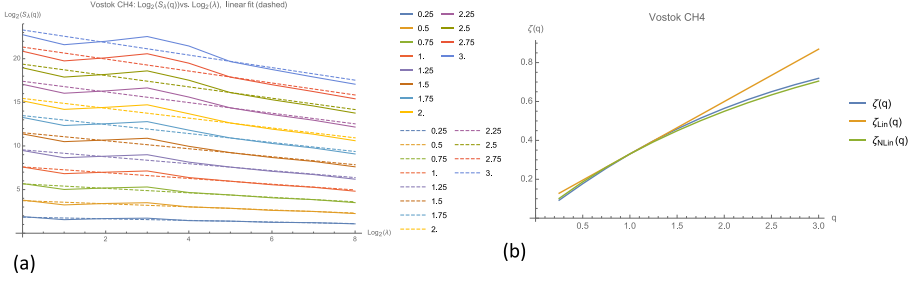 Vostok CH4: Log₂(Sλ(q))vs. Log₂(λ), linear fit (dashed)
Log₂(Sλ(q))
20
15
10
5
2 4 6 8
Log₂(λ)
0.25 2.25
0.5 2.5
0.75 2.75
1. 3.
1.25
1.5
1.75
2.
0.25 2.25
0.5 2.5
0.75 2.75
1. 3.
1.25
1.5
1.75
2.
(a)
Vostok CH4
ζ(q)
0.8
0.6
0.4
0.2
0.5 1.0 1.5 2.0 2.5 3.0
q
ζ(q)
ζLin(q)
ζNLin(q)
(b)